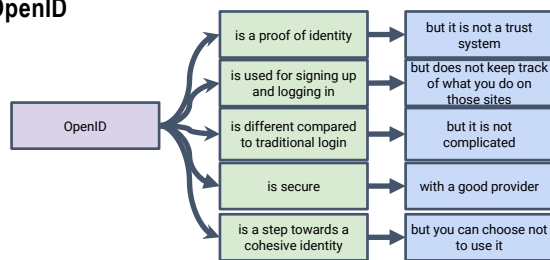 OpenID
is a proof of identity
but it is not a trust
system
is used for signing up
and logging in
but does not keep track
of what you do on
those sites
OpenID
is different compared
to traditional login
but it is not
complicated
is secure
with a good provider
is a step towards a
cohesive identity
but you can choose not
to use it